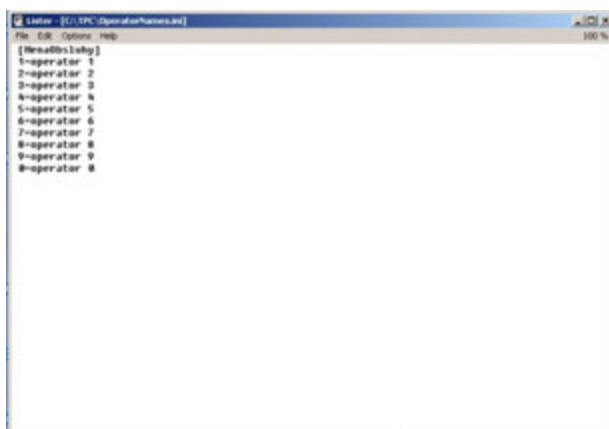 Lister - [C:\TPC\OperatorNames.ini]
File Edit Options Help 100 %
[MenaObsluhy]
1=operator 1
2=operator 2
3=operator 3
4=operator 4
5=operator 5
6=operator 6
7=operator 7
8=operator 8
9=operator 9
0=operator 0